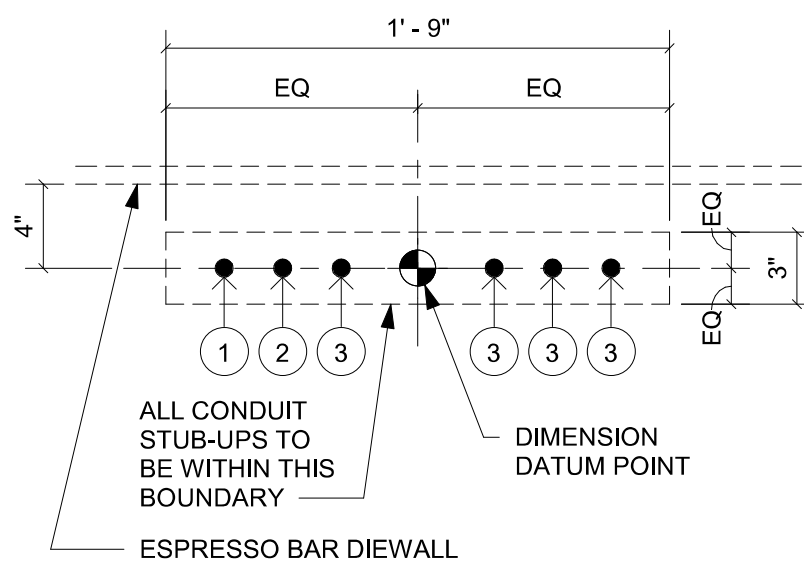 1' - 9"
EQ
EQ
4"
EQ
3"
EQ
1
2
3
3
3
3
ALL CONDUIT
STUB-UPS TO
BE WITHIN THIS
BOUNDARY
DIMENSION
DATUM POINT
ESPRESSO BAR DIEWALL